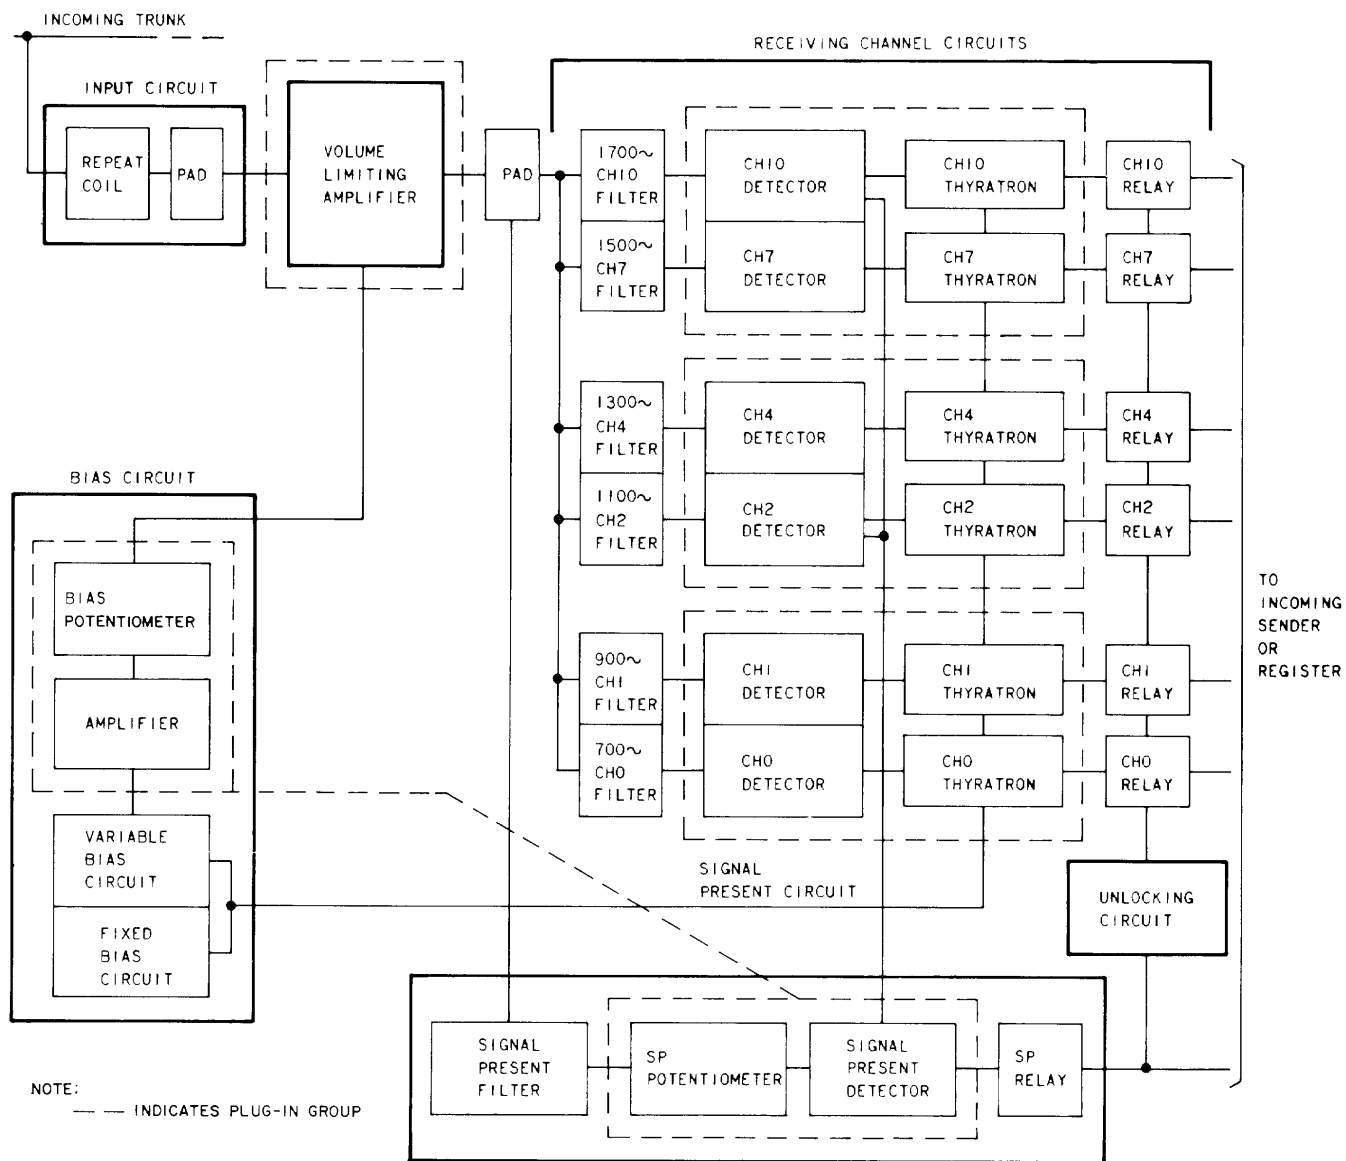 INCOMING TRUNK
RECEIVING CHANNEL CIRCUITS
INPUT CIRCUIT
REPEAT
COIL
PAD
VOLUME
LIMITING
AMPLIFIER
PAD
1700~
CH10
FILTER
CH10
DETECTOR
CH10
THYRATRON
CH10
RELAY
1500~
CH7
FILTER
CH7
DETECTOR
CH7
THYRATRON
CH7
RELAY
1300~
CH4
FILTER
CH4
DETECTOR
CH4
THYRATRON
CH4
RELAY
1100~
CH2
FILTER
CH2
DETECTOR
CH2
THYRATRON
CH2
RELAY
900~
CH1
FILTER
CH1
DETECTOR
CH1
THYRATRON
CH1
RELAY
700~
CH0
FILTER
CH0
DETECTOR
CH0
THYRATRON
CH0
RELAY
TO
INCOMING
SENDER
OR
REGISTER
BIAS CIRCUIT
BIAS
POTENTIOMETER
AMPLIFIER
VARIABLE
BIAS
CIRCUIT
FIXED
BIAS
CIRCUIT
SIGNAL
PRESENT CIRCUIT
UNLOCKING
CIRCUIT
SIGNAL
PRESENT
FILTER
SP
POTENTIOMETER
SIGNAL
PRESENT
DETECTOR
SP
RELAY
NOTE:
— — INDICATES PLUG-IN GROUP